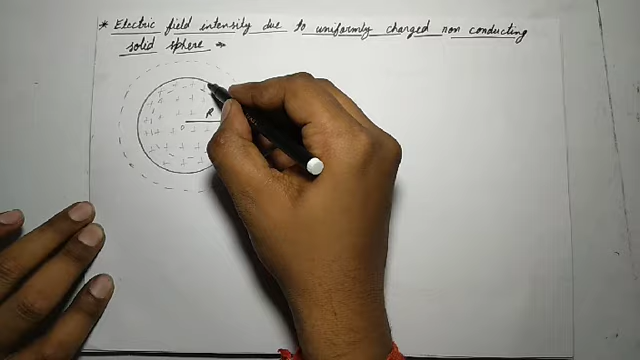 * Electric field intensity due to uniformly charged non conducting
solid sphere →
R
O